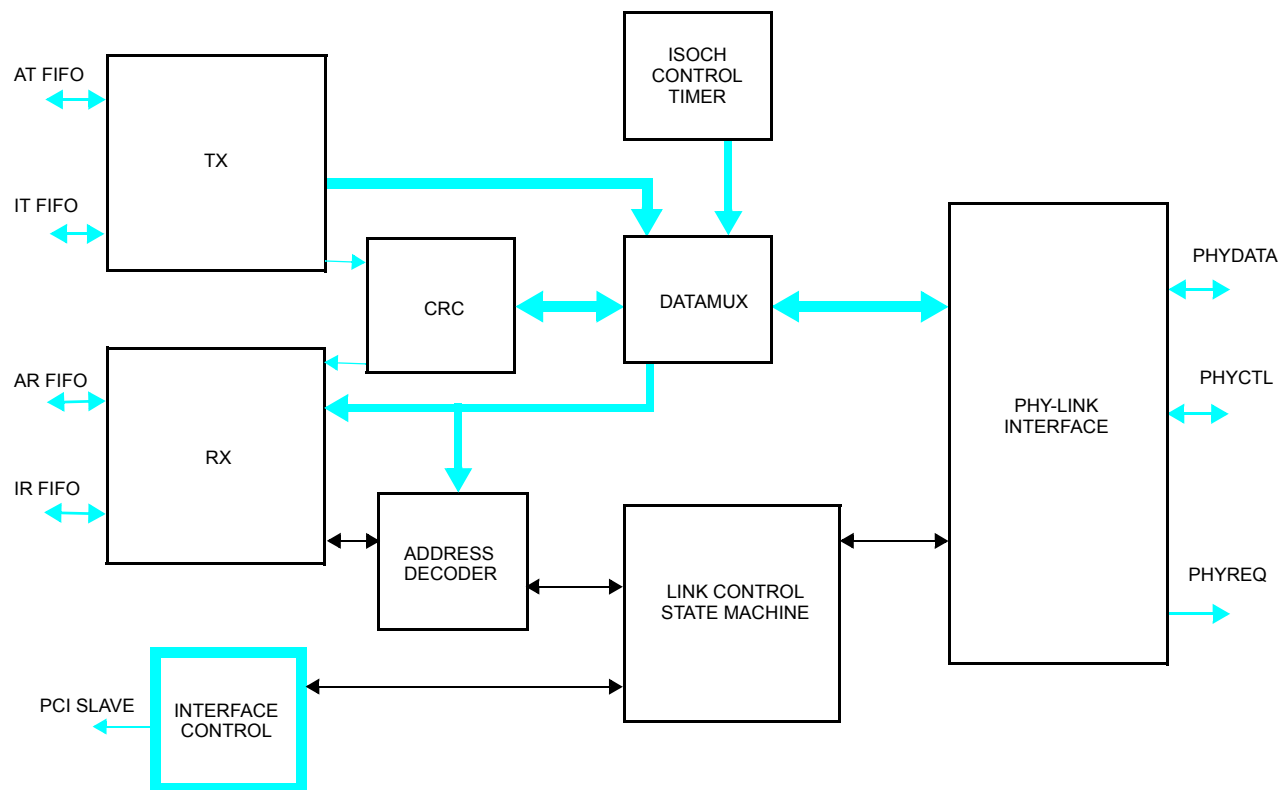 AT FIFO
IT FIFO
TX
ISOCH
CONTROL
TIMER
CRC
DATAMUX
AR FIFO
IR FIFO
RX
ADDRESS
DECODER
LINK CONTROL
STATE MACHINE
PHY-LINK
INTERFACE
PHYDATA
PHYCTL
PHYREQ
PCI SLAVE
INTERFACE
CONTROL